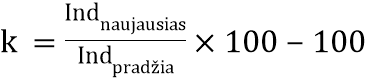 k = Ind_naujausias / Ind_pradžia × 100 − 100